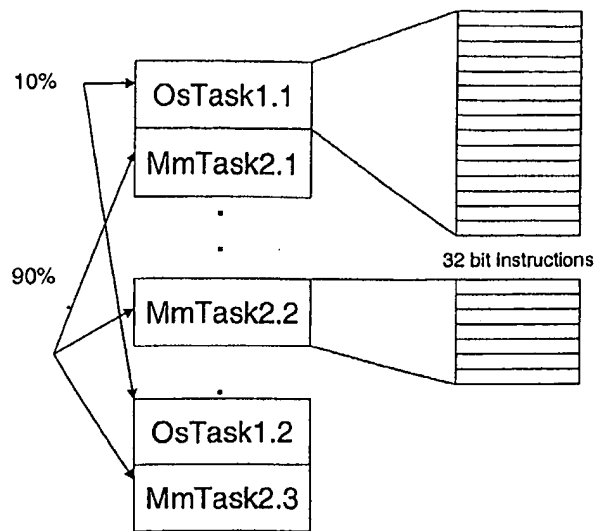 10%
OsTask1.1
MmTask2.1
32 bit instructions
90%
MmTask2.2
OsTask1.2
MmTask2.3